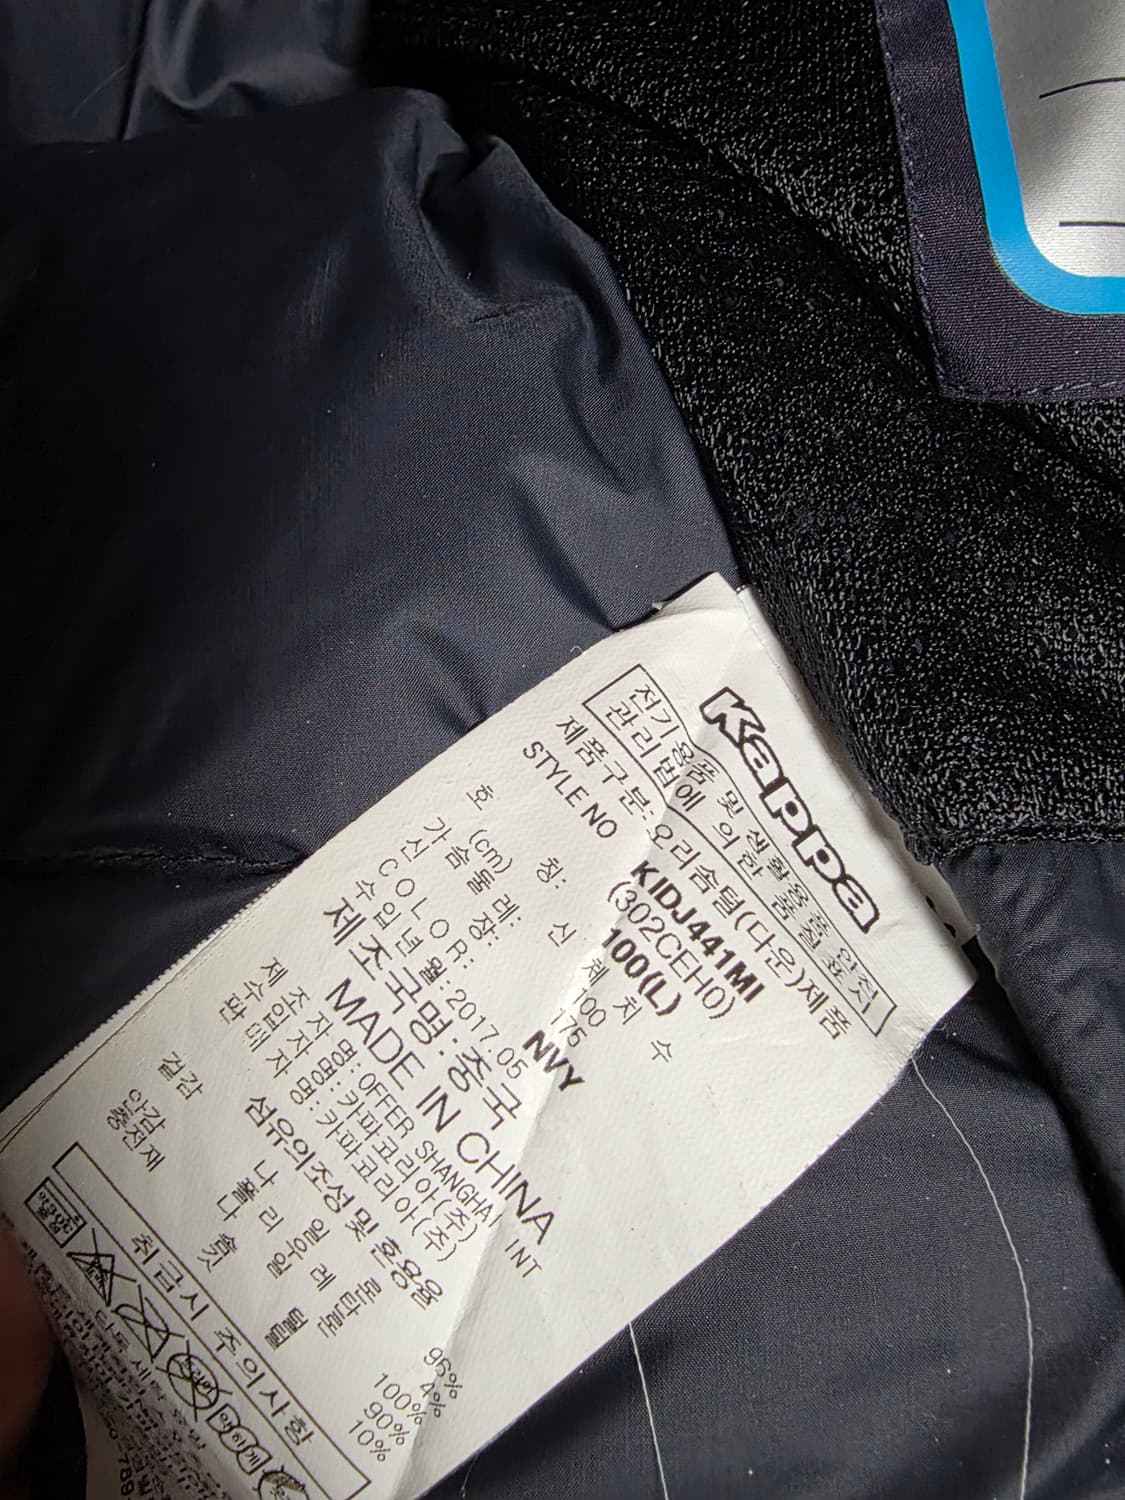 Kappa
전기용품 및 생활용품 안전
관리법에 의한 품질 표시
제품구분: 오리솜털(다운)제품
STYLE NO KIDJ441MI
(302CEH0)
호 칭: 100(L)
(cm) 신 체 치 수
가 슴 둘 레: 100
신 장: 175
COLOR: NVY
수입년월: 2017.05
제조국명: 중국
MADE IN CHINA
제 조 자 명: OFFER SHANGHAI INT
수 입 자 명: 카파코리아(주)
판 매 자 명: 카파코리아(주)
섬유의조성 및 혼용율
겉감 나 일 론 96%
폴 리 우 레 탄 4%
안감 나 일 론 100%
충전재 솜 털 90%
깃 털 10%
취급시 주의사항